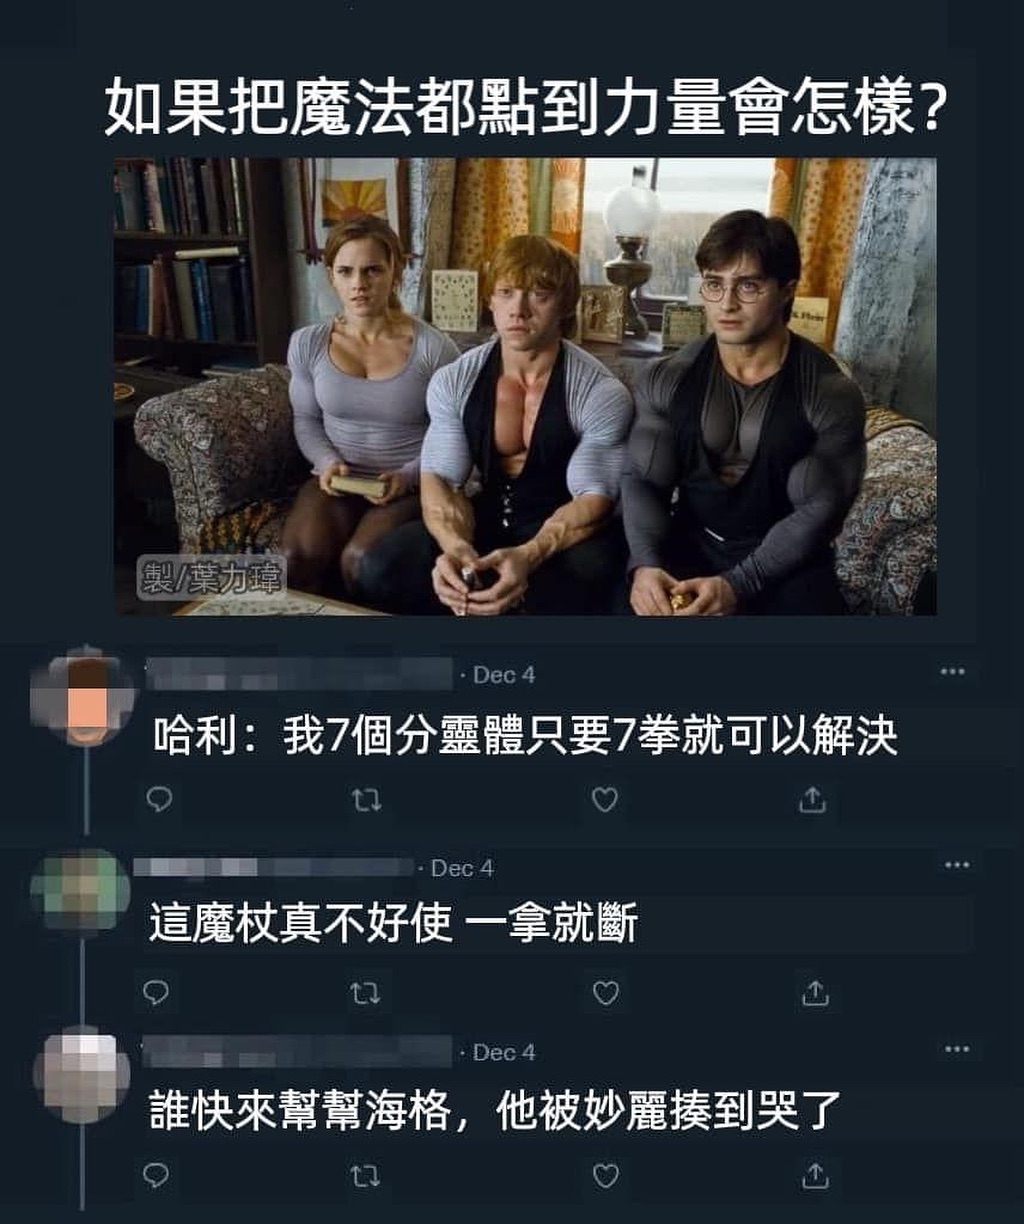 如果把魔法都點到力量會怎樣?
製/葉力瑋
· Dec 4
哈利：我7個分靈體只要7拳就可以解決
· Dec 4
這魔杖真不好使 一拿就斷
· Dec 4
誰快來幫幫海格，他被妙麗揍到哭了